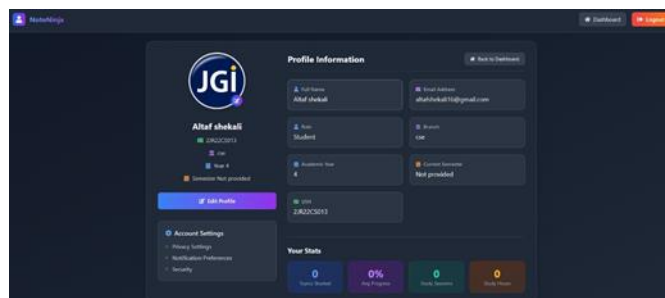 NoteNinja
Dashboard
Logout
JGi
Altaf shekali
2JR22CS013
cse
Year 4
Semester Not provided
Edit Profile
Account Settings
Privacy Settings
Notification Preferences
Security
Profile Information
Back to Dashboard
Full Name
Altaf shekali
Email Address
altafshekali16@gmail.com
Role
Student
Branch
cse
Academic Year
4
Current Semester
Not provided
USN
2JR22CS013
Your Stats
0
Topics Studied
0%
Avg Progress
0
Study Sessions
0
Study Hours